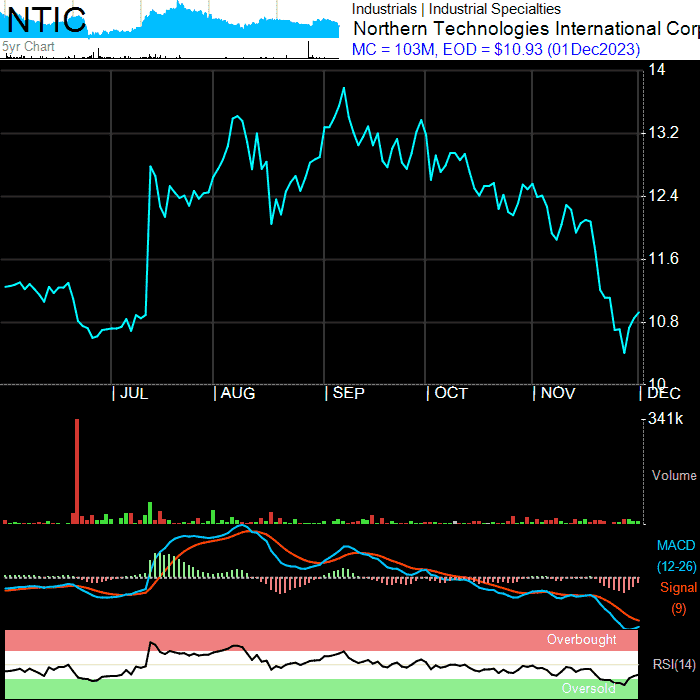 NTIC
Industrials | Industrial Specialties
Northern Technologies International Corp
5yr Chart
MC = 103M, EOD = $10.93 (01Dec2023)
14
13.2
12.4
11.6
10.8
10
JUL
AUG
SEP
OCT
NOV
DEC
341k
Volume
MACD
(12-26)
Signal
(9)
Overbought
RSI(14)
Oversold